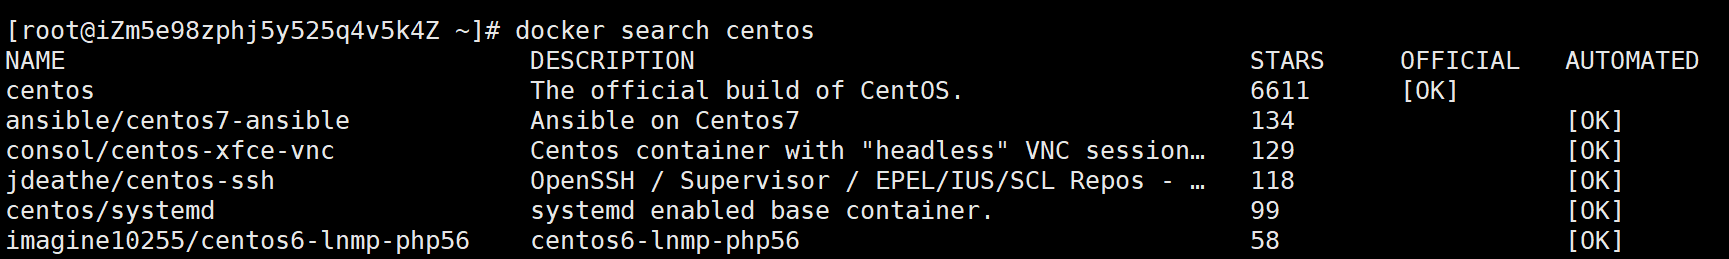 [root@iZm5e98zphj5y525q4v5k4Z ~]# docker search centos
NAME DESCRIPTION STARS OFFICIAL AUTOMATED
centos The official build of CentOS. 6611 [OK]
ansible/centos7-ansible Ansible on Centos7 134 [OK]
consol/centos-xfce-vnc Centos container with "headless" VNC session… 129 [OK]
jdeathe/centos-ssh OpenSSH / Supervisor / EPEL/IUS/SCL Repos - … 118 [OK]
centos/systemd systemd enabled base container. 99 [OK]
imagine10255/centos6-lnmp-php56 centos6-lnmp-php56 58 [OK]